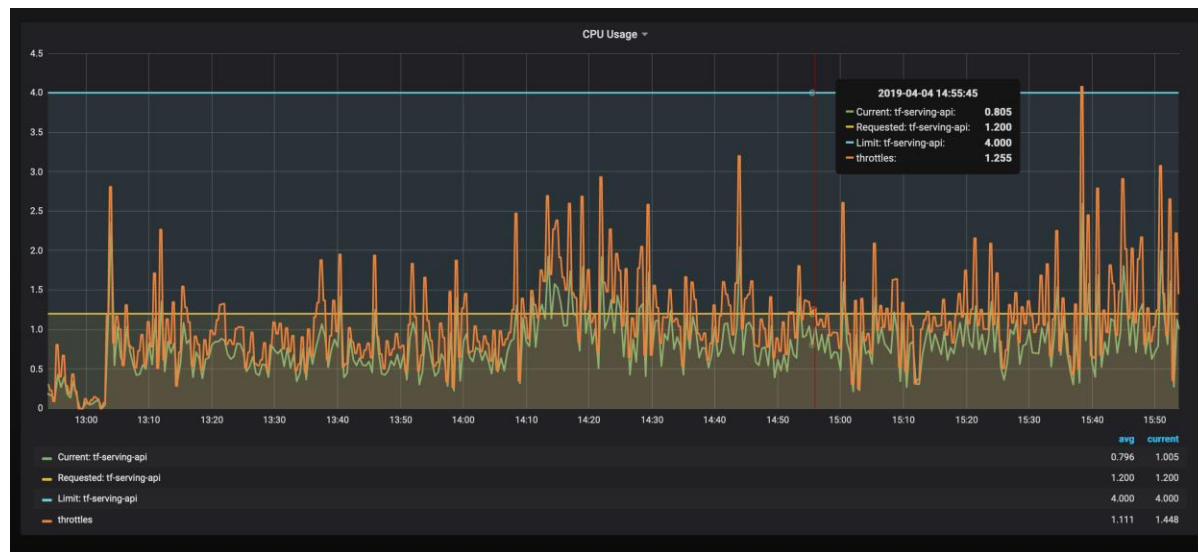 CPU Usage
4.5
4.0
3.5
3.0
2.5
2.0
1.5
1.0
0.5
0
2019-04-04 14:55:45
Current: tf-serving-api: 0.805
Requested: tf-serving-api: 1.200
Limit: tf-serving-api: 4.000
throttles: 1.255
13:00 13:10 13:20 13:30 13:40 13:50 14:00 14:10 14:20 14:30 14:40 14:50 15:00 15:10 15:20 15:30 15:40 15:50
avg current
Current: tf-serving-api 0.796 1.005
Requested: tf-serving-api 1.200 1.200
Limit: tf-serving-api 4.000 4.000
throttles 1.111 1.448